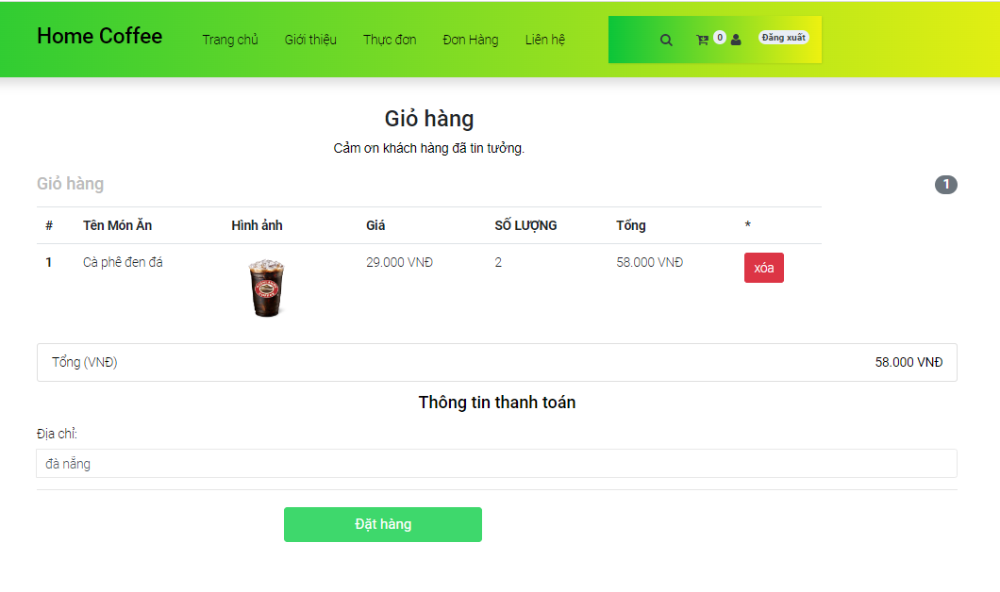 Home Coffee Trang chủ Giới thiệu Thực đơn Đơn Hàng Liên hệ 0 Đăng xuất
Giỏ hàng
Cảm ơn khách hàng đã tin tưởng.
Giỏ hàng 1
# Tên Món Ăn Hình ảnh Giá SỐ LƯỢNG Tổng *
1 Cà phê đen đá 29.000 VNĐ 2 58.000 VNĐ xóa
Tổng (VNĐ) 58.000 VNĐ
Thông tin thanh toán
Địa chỉ:
đà nẵng
Đặt hàng